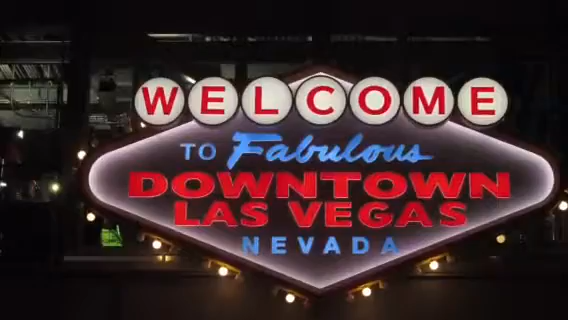 WELCOME
TO Fabulous
DOWNTOWN
LAS VEGAS
NEVADA